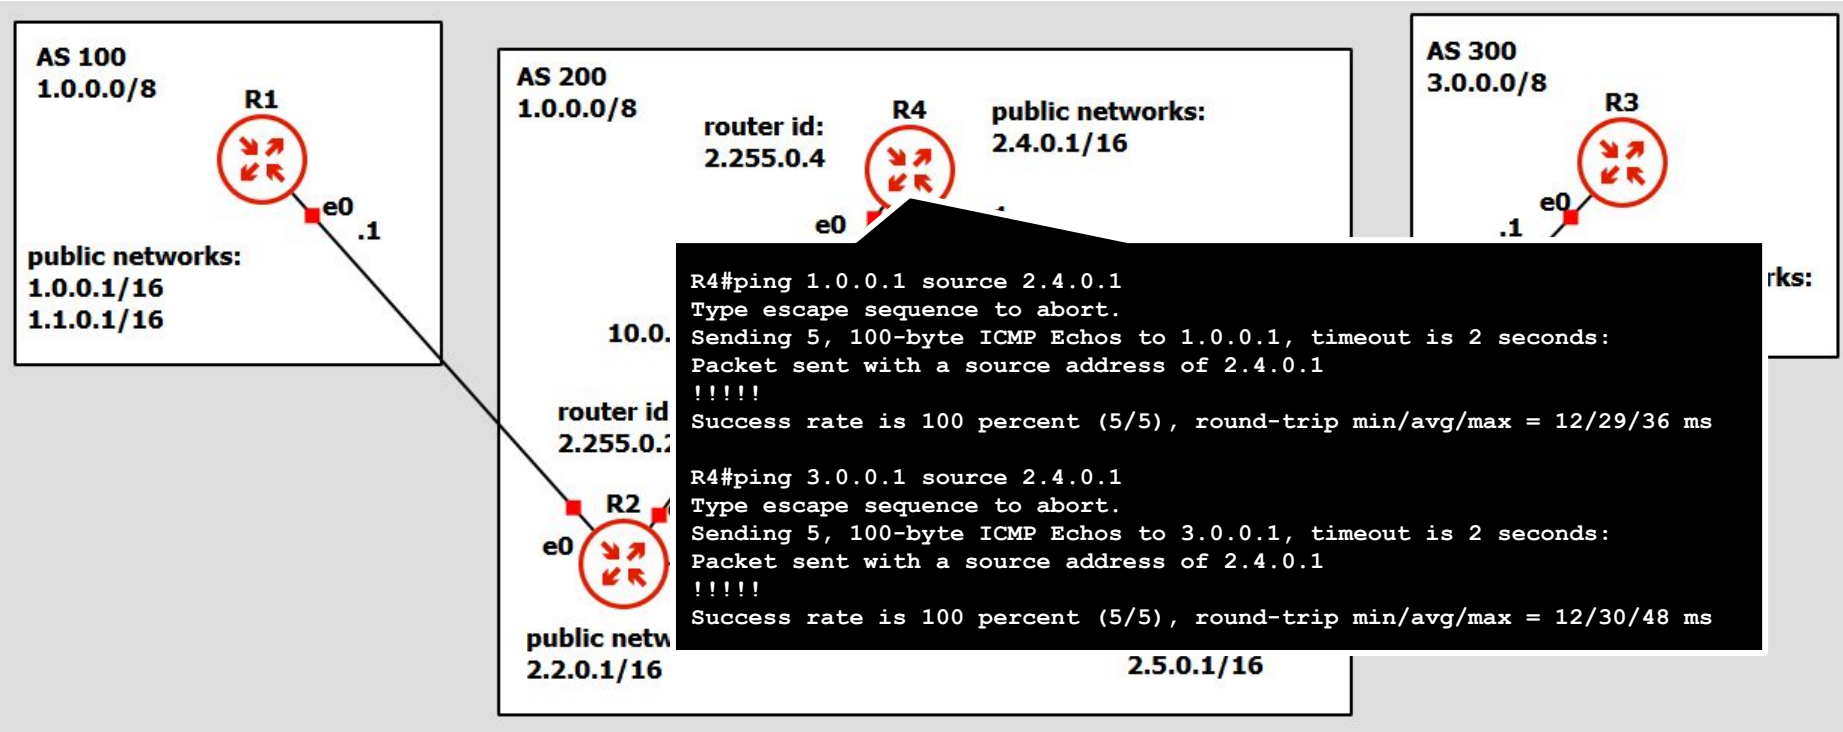 AS 100
1.0.0.0/8
R1
e0
.1
public networks:
1.0.0.1/16
1.1.0.1/16
AS 200
1.0.0.0/8
router id:
2.255.0.4
R4
public networks:
2.4.0.1/16
e0
10.0.
router id
2.255.0.2
R2
e0
public netw
2.2.0.1/16
2.5.0.1/16
AS 300
3.0.0.0/8
R3
e0
.1
rks:
R4#ping 1.0.0.1 source 2.4.0.1
Type escape sequence to abort.
Sending 5, 100-byte ICMP Echos to 1.0.0.1, timeout is 2 seconds:
Packet sent with a source address of 2.4.0.1
!!!!!
Success rate is 100 percent (5/5), round-trip min/avg/max = 12/29/36 ms
R4#ping 3.0.0.1 source 2.4.0.1
Type escape sequence to abort.
Sending 5, 100-byte ICMP Echos to 3.0.0.1, timeout is 2 seconds:
Packet sent with a source address of 2.4.0.1
!!!!!
Success rate is 100 percent (5/5), round-trip min/avg/max = 12/30/48 ms